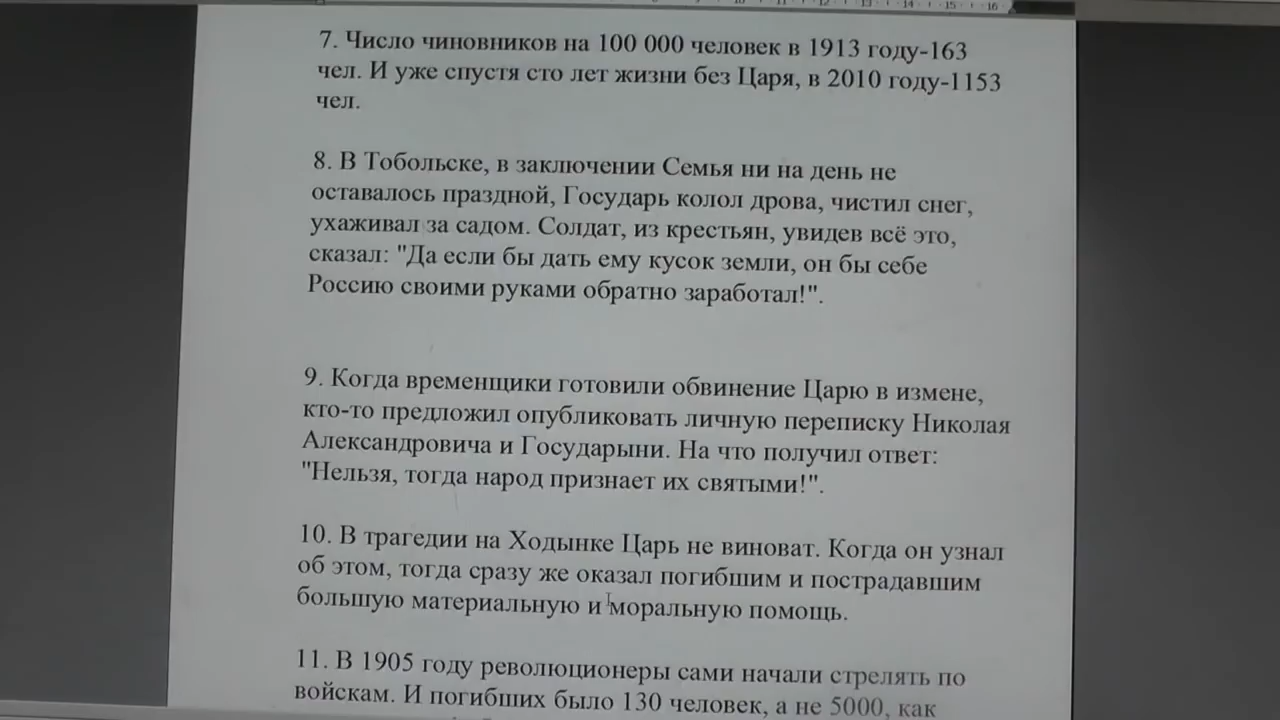 7. Число чиновников на 100 000 человек в 1913 году-163
чел. И уже спустя сто лет жизни без Царя, в 2010 году-1153
чел.
8. В Тобольске, в заключении Семья ни на день не
оставалось праздной, Государь колол дрова, чистил снег,
ухаживал за садом. Солдат, из крестьян, увидев всё это,
сказал: "Да если бы дать ему кусок земли, он бы себе
Россию своими руками обратно заработал!".
9. Когда временщики готовили обвинение Царю в измене,
кто-то предложил опубликовать личную переписку Николая
Александровича и Государыни. На что получил ответ:
"Нельзя, тогда народ признает их святыми!".
10. В трагедии на Ходынке Царь не виноват. Когда он узнал
об этом, тогда сразу же оказал погибшим и пострадавшим
большую материальную и моральную помощь.
11. В 1905 году революционеры сами начали стрелять по
войскам. И погибших было 130 человек, а не 5000, как